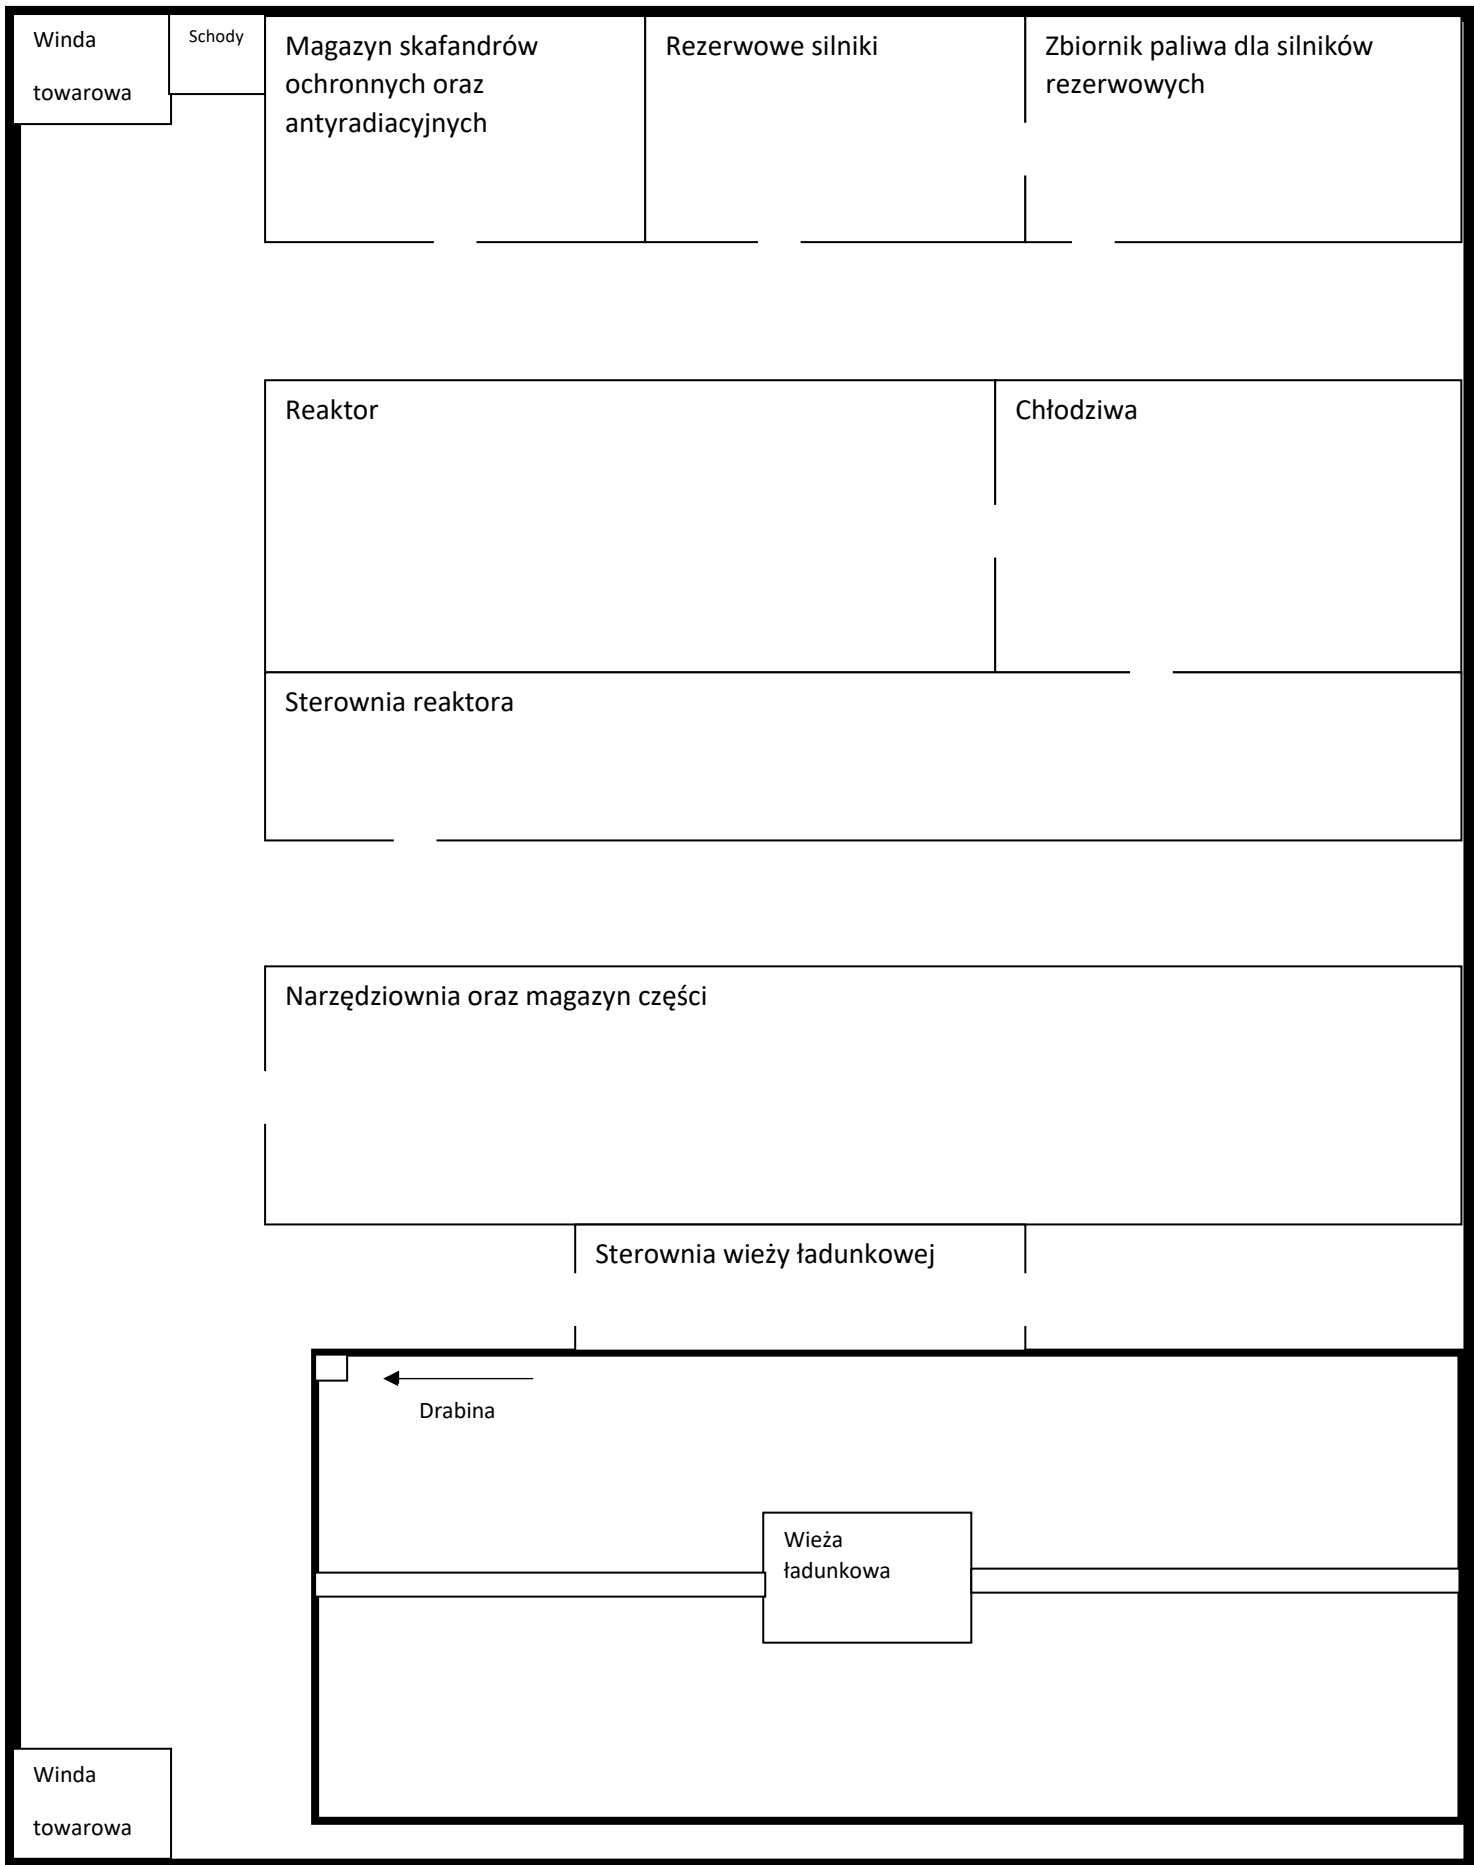 Winda
towarowa
Schody
Magazyn skafandrów
ochronnych oraz
antyradiacyjnych
Rezerwowe silniki
Zbiornik paliwa dla silników
rezerwowych
Reaktor
Chłodziwa
Sterownia reaktora
Narzędziownia oraz magazyn części
Sterownia wieży ładunkowej
Drabina
Wieża
ładunkowa
Winda
towarowa